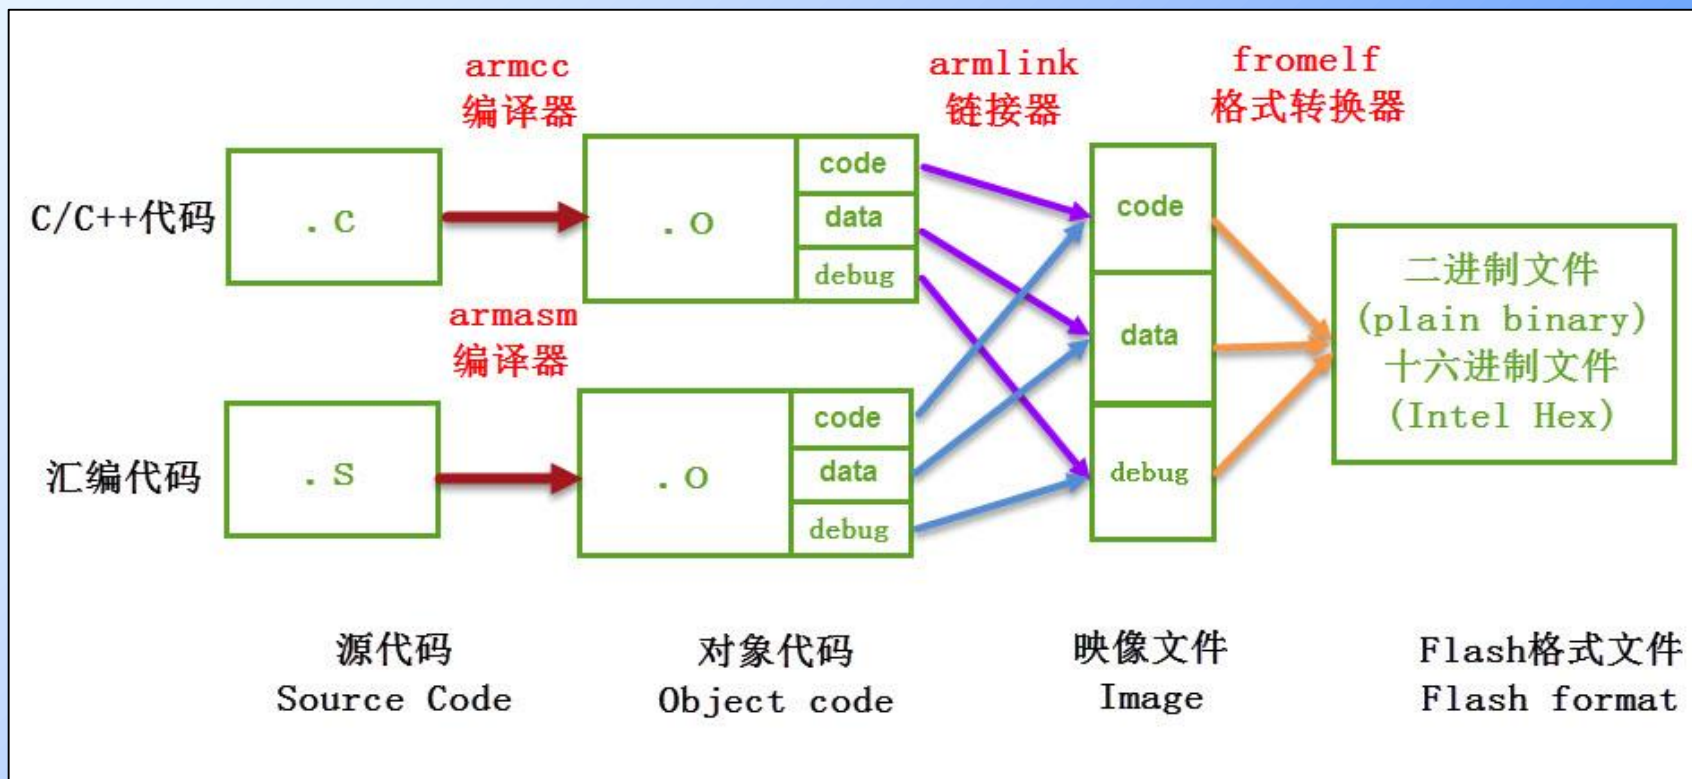 armcc
编译器
armlink
链接器
fromelf
格式转换器
C/C++代码
.C
.O
code
data
debug
armasm
编译器
汇编代码
.S
.O
code
data
debug
code
data
debug
二进制文件
(plain binary)
十六进制文件
(Intel Hex)
源代码
Source Code
对象代码
Object code
映像文件
Image
Flash格式文件
Flash format